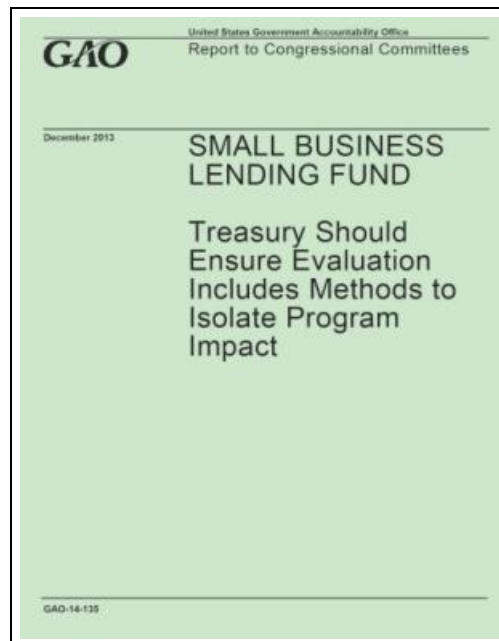 United States Government Accountability Office
GAO
Report to Congressional Committees
December 2013
SMALL BUSINESS
LENDING FUND
Treasury Should
Ensure Evaluation
Includes Methods to
Isolate Program
Impact
GAO-14-135